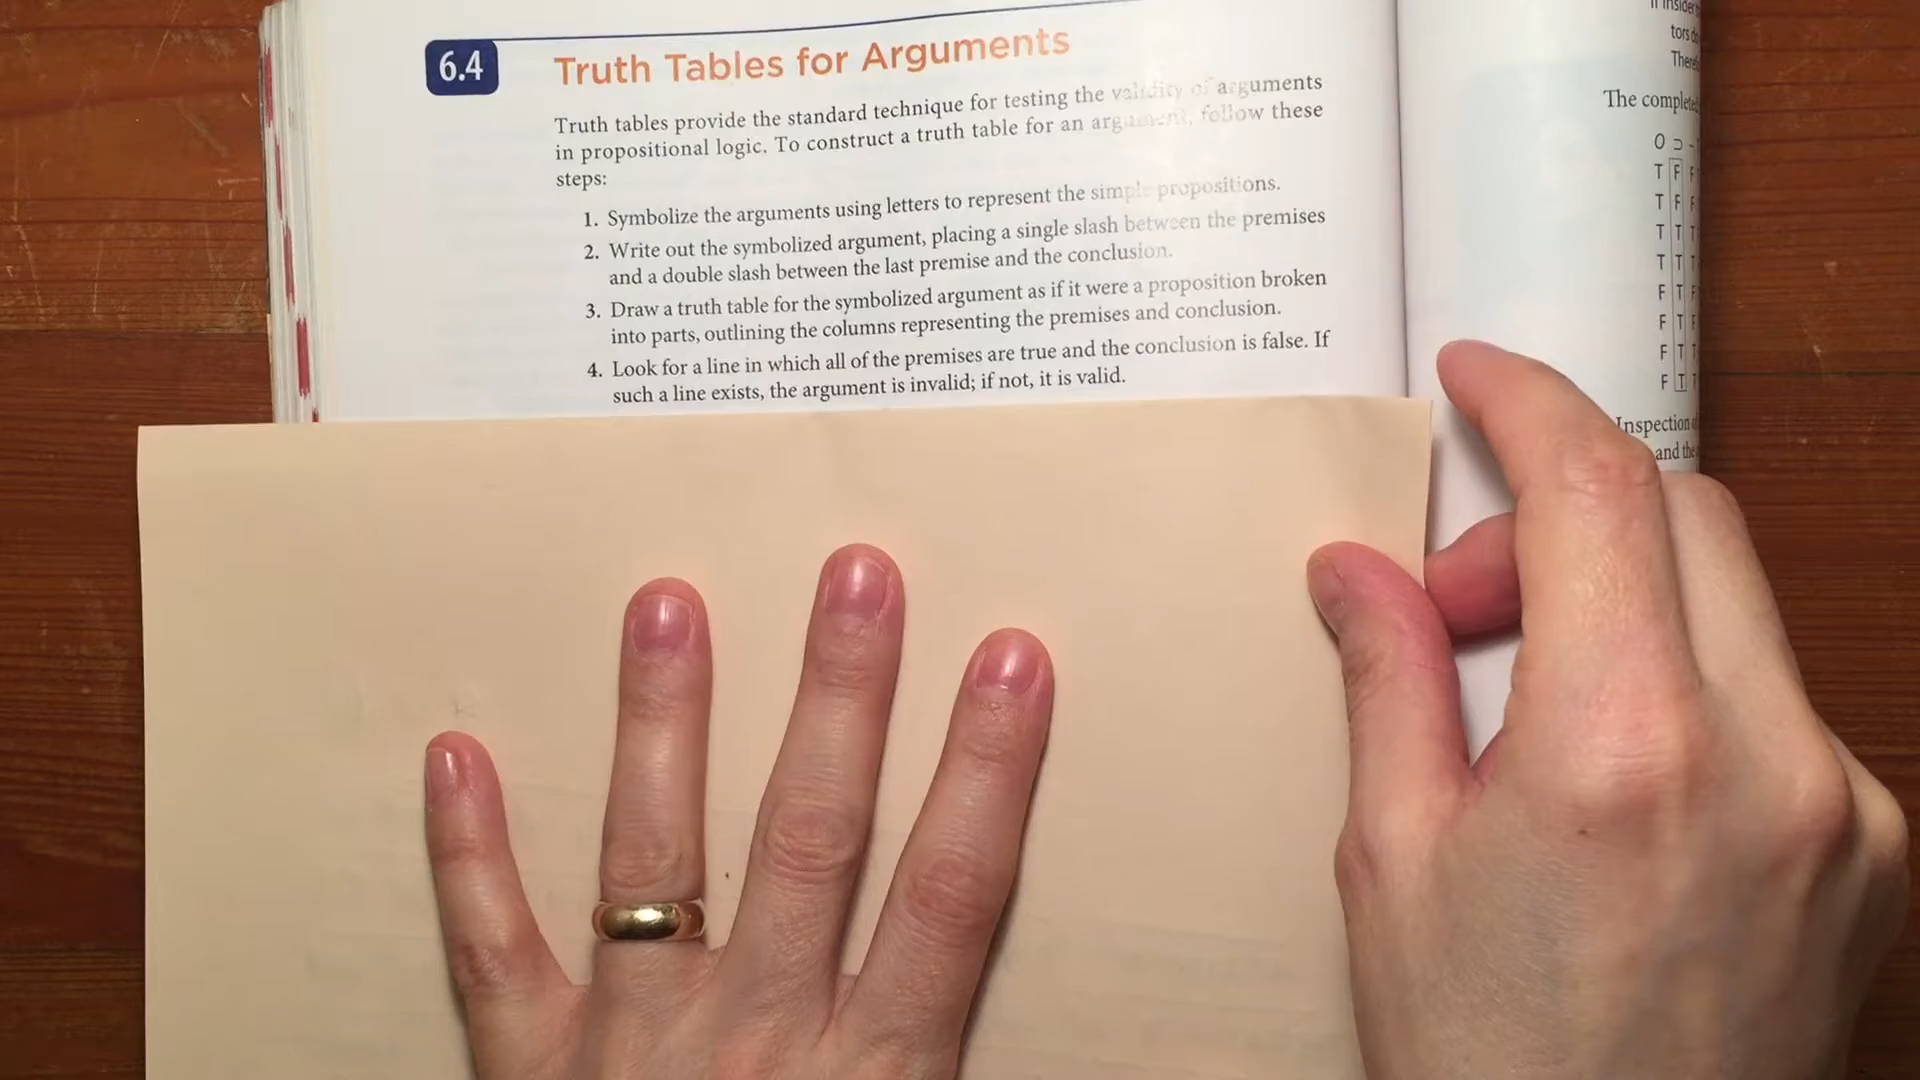 6.4 Truth Tables for Arguments
Truth tables provide the standard technique for testing the validity of arguments
in propositional logic. To construct a truth table for an argument, follow these
steps:
1. Symbolize the arguments using letters to represent the simple propositions.
2. Write out the symbolized argument, placing a single slash between the premises
and a double slash between the last premise and the conclusion.
3. Draw a truth table for the symbolized argument as if it were a proposition broken
into parts, outlining the columns representing the premises and conclusion.
4. Look for a line in which all of the premises are true and the conclusion is false. If
such a line exists, the argument is invalid; if not, it is valid.
The
O ⊃
T F F
T F F
T T T
T T T
F T F
F T F
F T T
F T T
Inspection
and